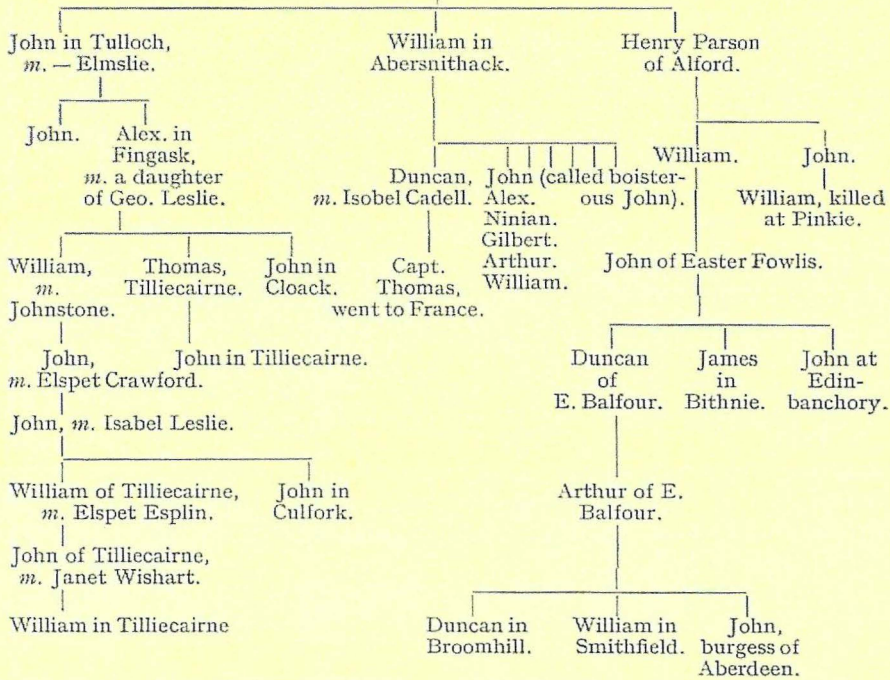 John in Tulloch,
m. — Elmslie.
William in
Abersnithack.
Henry Parson
of Alford.
John.
Alex. in
Fingask,
m. a daughter
of Geo. Leslie.
Duncan,
m. Isobel Cadell.
John (called boister-
ous John).
Alex.
Ninian.
Gilbert.
Arthur.
William.
William.
John.
William, killed
at Pinkie.
William,
m.
Johnstone.
Thomas,
Tilliecairne.
John in
Cloack.
Capt.
Thomas,
went to France.
John of Easter Fowlis.
John,
m. Elspet Crawford.
John in Tilliecairne.
Duncan
of
E. Balfour.
James
in
Bithnie.
John at
Edin-
banchory.
John, m. Isabel Leslie.
William of Tilliecairne,
m. Elspet Esplin.
John in
Culfork.
Arthur of E.
Balfour.
John of Tilliecairne,
m. Janet Wishart.
William in Tilliecairne
Duncan in
Broomhill.
William in
Smithfield.
John,
burgess of
Aberdeen.